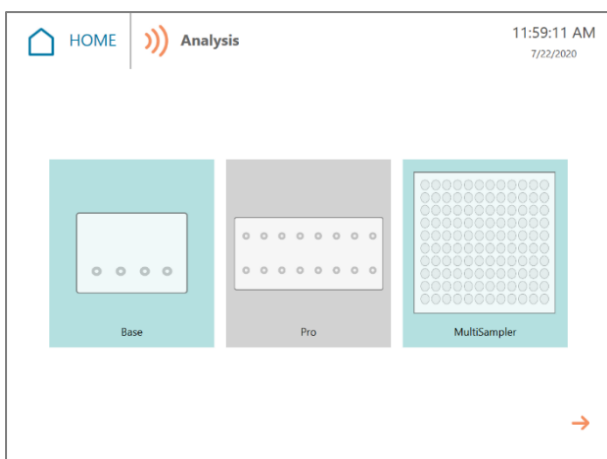 HOME
Analysis
11:59:11 AM
7/22/2020
Base
Pro
MultiSampler